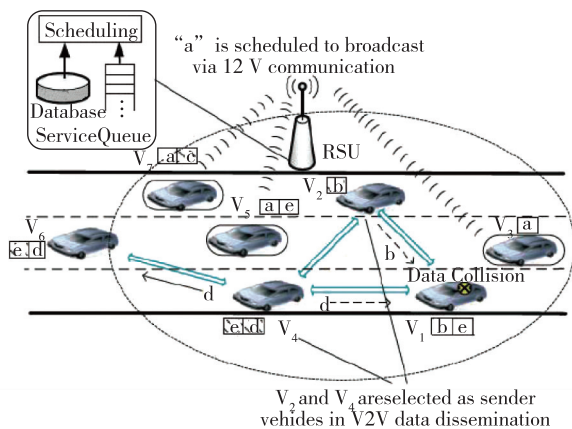 Scheduling
"a" is scheduled to broadcast
via 12 V communication
Database
ServiceQueue
RSU
V7 a c
V2 b
V5 a e
V6
e d
V3 a
b
Data Collision
d
d
e d
V4
V1 b e
V2 and V4 areselected as sender
vehicles in V2V data dissemination